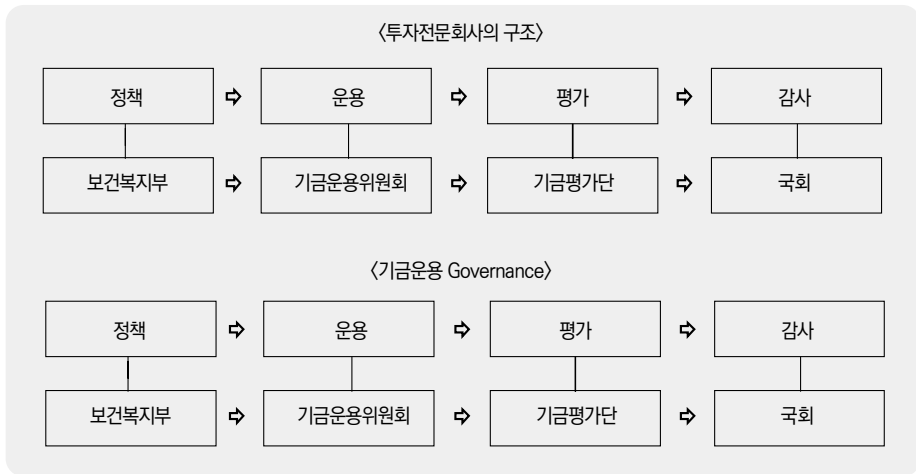 〈투자전문회사의 구조〉
정책 ⇨ 운용 ⇨ 평가 ⇨ 감사
보건복지부 ⇨ 기금운용위원회 ⇨ 기금평가단 ⇨ 국회
〈기금운용 Governance〉
정책 ⇨ 운용 ⇨ 평가 ⇨ 감사
보건복지부 ⇨ 기금운용위원회 ⇨ 기금평가단 ⇨ 국회